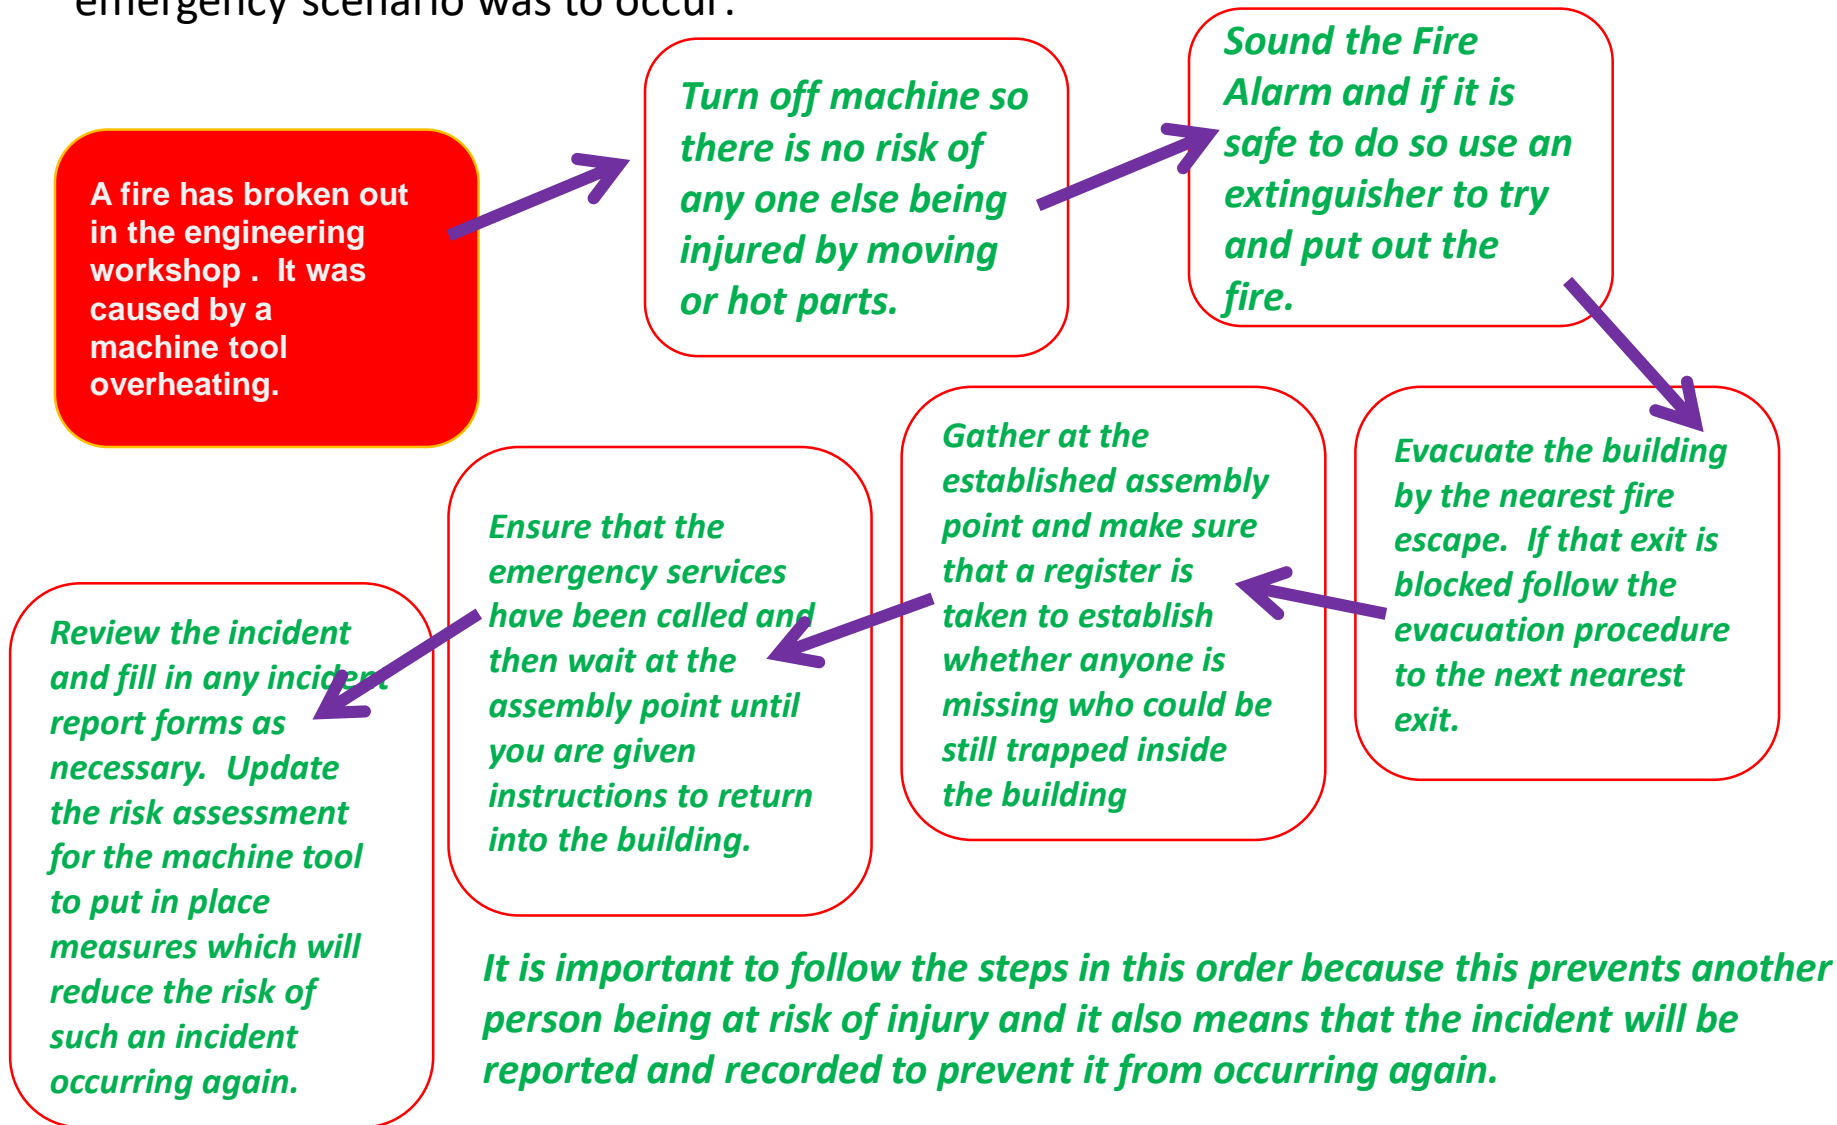 emergency scenario was to occur.
A fire has broken out
in the engineering
workshop .  It was
caused by a
machine tool
overheating.
Turn off machine so
there is no risk of
any one else being
injured by moving
or hot parts.
Sound the Fire
Alarm and if it is
safe to do so use an
extinguisher to try
and put out the
fire.
Evacuate the building
by the nearest fire
escape.  If that exit is
blocked follow the
evacuation procedure
to the next nearest
exit.
Gather at the
established assembly
point and make sure
that a register is
taken to establish
whether anyone is
missing who could be
still trapped inside
the building
Ensure that the
emergency services
have been called and
then wait at the
assembly point until
you are given
instructions to return
into the building.
Review the incident
and fill in any incident
report forms as
necessary.  Update
the risk assessment
for the machine tool
to put in place
measures which will
reduce the risk of
such an incident
occurring again.
It is important to follow the steps in this order because this prevents another
person being at risk of injury and it also means that the incident will be
reported and recorded to prevent it from occurring again.